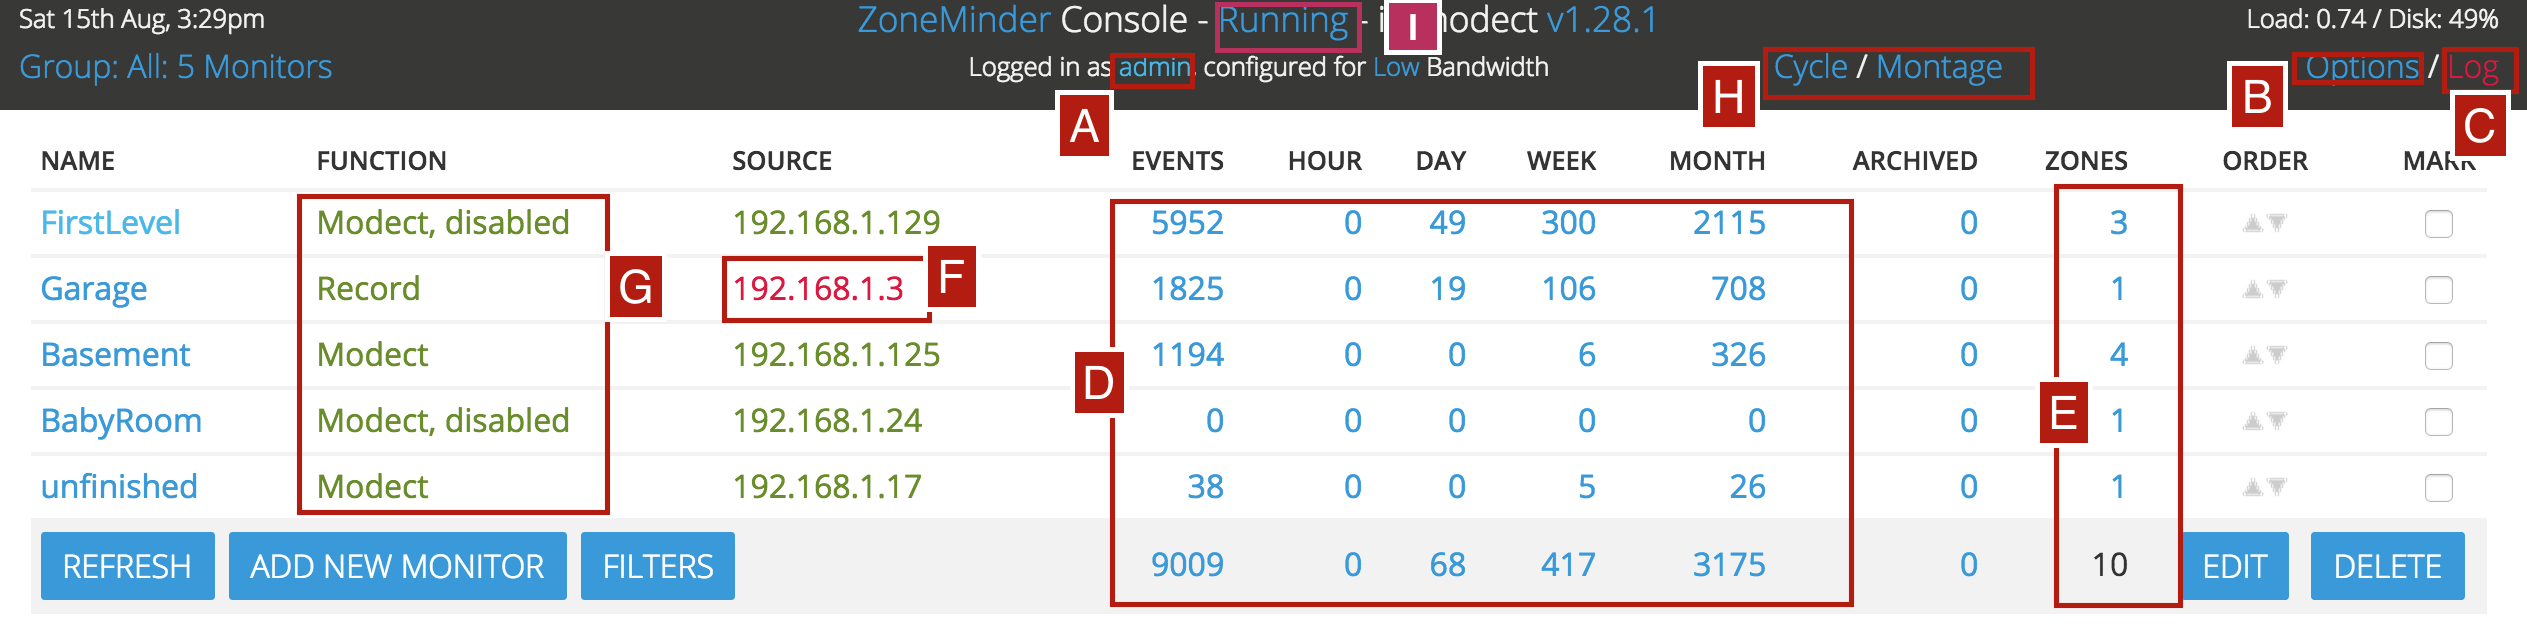 Sat 15th Aug, 3:29pm
ZoneMinder Console - Running - I modect v1.28.1
Load: 0.74 / Disk: 49%
Group: All: 5 Monitors
Logged in as admin, configured for Low Bandwidth
Cycle / Montage
Options / Log
A
H
B
C
NAME FUNCTION SOURCE EVENTS HOUR DAY WEEK MONTH ARCHIVED ZONES ORDER MARK
FirstLevel Modect, disabled 192.168.1.129 5952 0 49 300 2115 0 3
Garage Record G 192.168.1.3 F 1825 0 19 106 708 0 1
Basement Modect 192.168.1.125 1194 0 0 6 326 0 4
D
BabyRoom Modect, disabled 192.168.1.24 0 0 0 0 0 0 E 1
unfinished Modect 192.168.1.17 38 0 0 5 26 0 1
REFRESH ADD NEW MONITOR FILTERS 9009 0 68 417 3175 0 10 EDIT DELETE